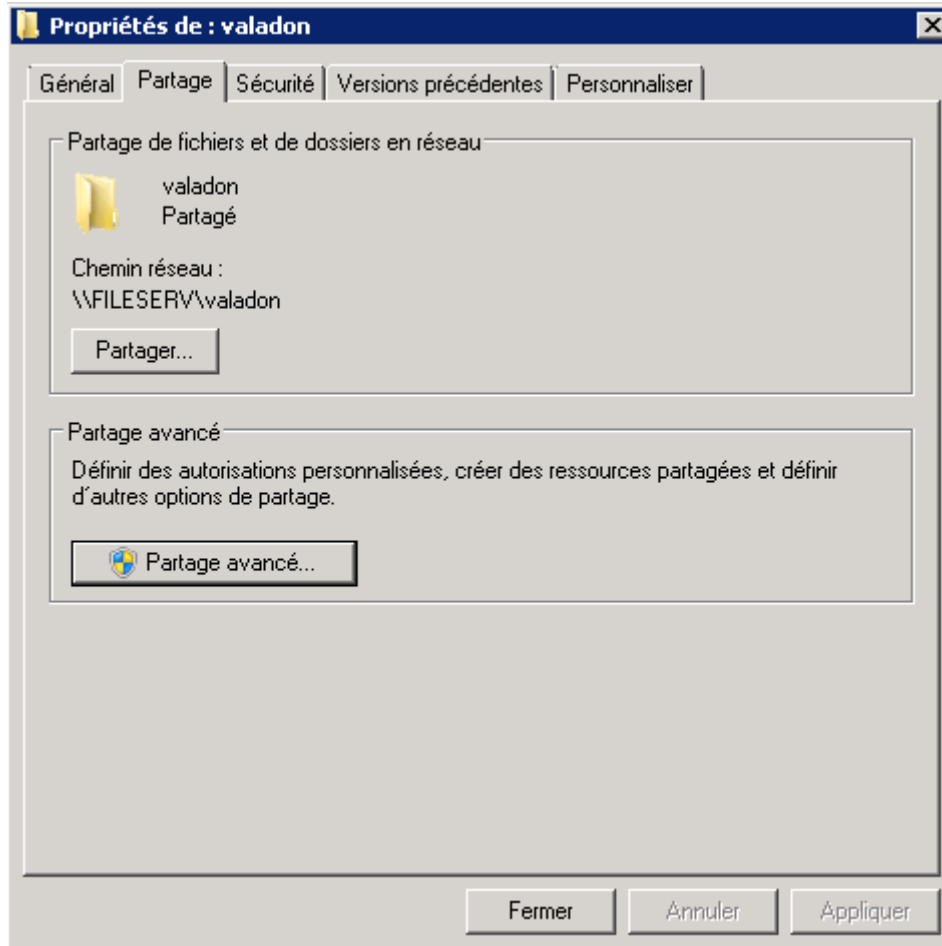 Propriétés de : valadon
Général
Partage
Sécurité
Versions précédentes
Personnaliser
Partage de fichiers et de dossiers en réseau
valadon
Partagé
Chemin réseau :
\\FILESERV\valadon
Partager...
Partage avancé
Définir des autorisations personnalisées, créer des ressources partagées et définir
d'autres options de partage.
Partage avancé...
Fermer
Annuler
Appliquer